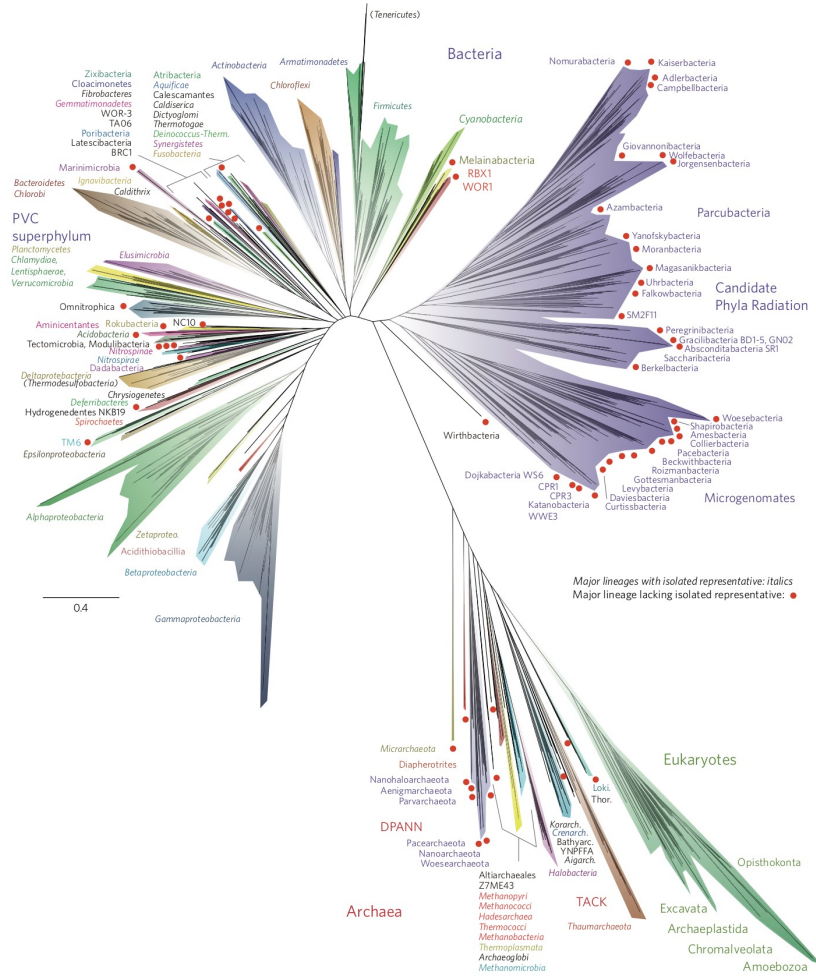 (Tenericutes)
Bacteria
Zixibacteria
Cloacimonetes
Fibrobacteres
Gemmatimonadetes
WOR-3
TA06
Poribacteria
Latescibacteria
BRC1
Atribacteria
Aquificae
Calescamantes
Caldiserica
Dictyoglomi
Thermotogae
Deinococcus-Therm.
Synergistetes
Fusobacteria
Actinobacteria
Armatimonadetes
Chloroflexi
Firmicutes
Cyanobacteria
Melainabacteria
RBX1
WOR1
Nomurabacteria
Kaiserbacteria
Adlerbacteria
Campbellbacteria
Giovannonibacteria
Wolfebacteria
Jorgensenbacteria
Azambacteria
Parcubacteria
Yanofskybacteria
Moranbacteria
Magasanikbacteria
Uhrbacteria
Falkowbacteria
Candidate
Phyla Radiation
SM2F11
Peregrinibacteria
Gracilibacteria BD1-5, GN02
Absconditabacteria SR1
Saccharibacteria
Berkelbacteria
Marinimicrobia
Ignavibacteria
Caldithrix
Bacteroidetes
Chlorobi
PVC
superphylum
Planctomycetes
Chlamydiae,
Lentisphaerae,
Verrucomicrobia
Elusimicrobia
Omnitrophica
Aminicentantes
Rokubacteria
NC10
Acidobacteria
Tectomicrobia, Modulibacteria
Nitrospinae
Nitrospirae
Dadabacteria
Deltaproteobacteria
(Thermodesulfobacteria)
Chrysiogenetes
Deferribacteres
Hydrogenedentes NKB19
Spirochaetes
TM6
Epsilonproteobacteria
Wirthbacteria
Woesebacteria
Shapirobacteria
Amesbacteria
Collierbacteria
Pacebacteria
Beckwithbacteria
Roizmanbacteria
Gottesmanbacteria
Levybacteria
Daviesbacteria
Curtissbacteria
Microgenomates
Dojkabacteria WS6
CPR1
CPR3
Katanobacteria
WWE3
Alphaproteobacteria
Zetaproteo.
Acidithiobacillia
Betaproteobacteria
0.4
Gammaproteobacteria
Major lineages with isolated representative: italics
Major lineage lacking isolated representative:
Micrarchaeota
Diapherotrites
Nanohaloarchaeota
Aenigmarchaeota
Parvarchaeota
DPANN
Pacearchaeota
Nanoarchaeota
Woesearchaeota
Archaea
Altiarchaeales
Z7ME43
Methanopyri
Methanococci
Hadesarchaea
Thermococci
Methanobacteria
Thermoplasmata
Archaeoglobi
Methanomicrobia
Halobacteria
Korarch.
Crenarch.
Bathyarc.
YNPFFA
Aigarch.
TACK
Thaumarchaeota
Loki.
Thor.
Eukaryotes
Opisthokonta
Excavata
Archaeplastida
Chromalveolata
Amoebozoa